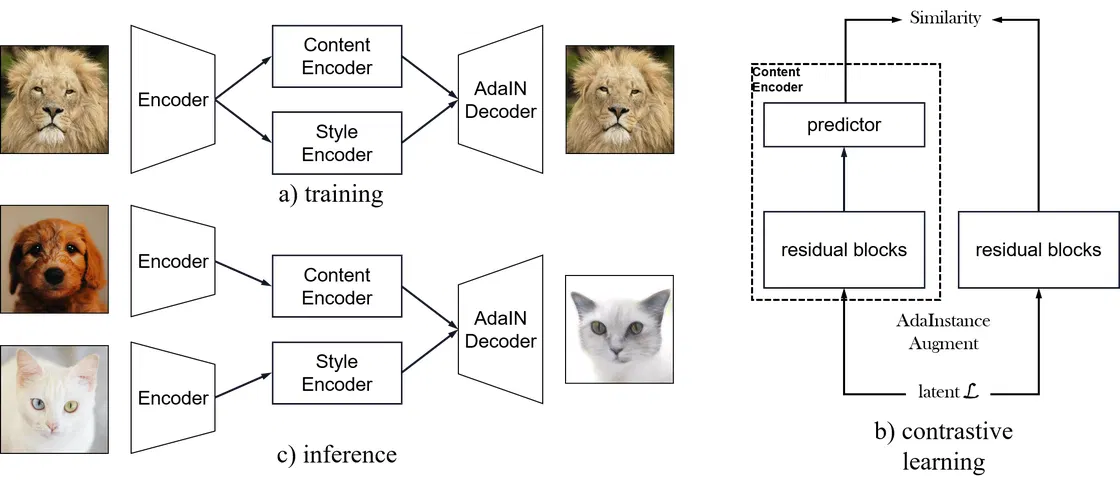 Encoder
Content
Encoder
Style
Encoder
AdaIN
Decoder
a) training
Encoder
Encoder
Content
Encoder
Style
Encoder
AdaIN
Decoder
c) inference
Similarity
Content
Encoder
predictor
residual blocks
residual blocks
AdaInstance
Augment
latent ℒ
b) contrastive
learning